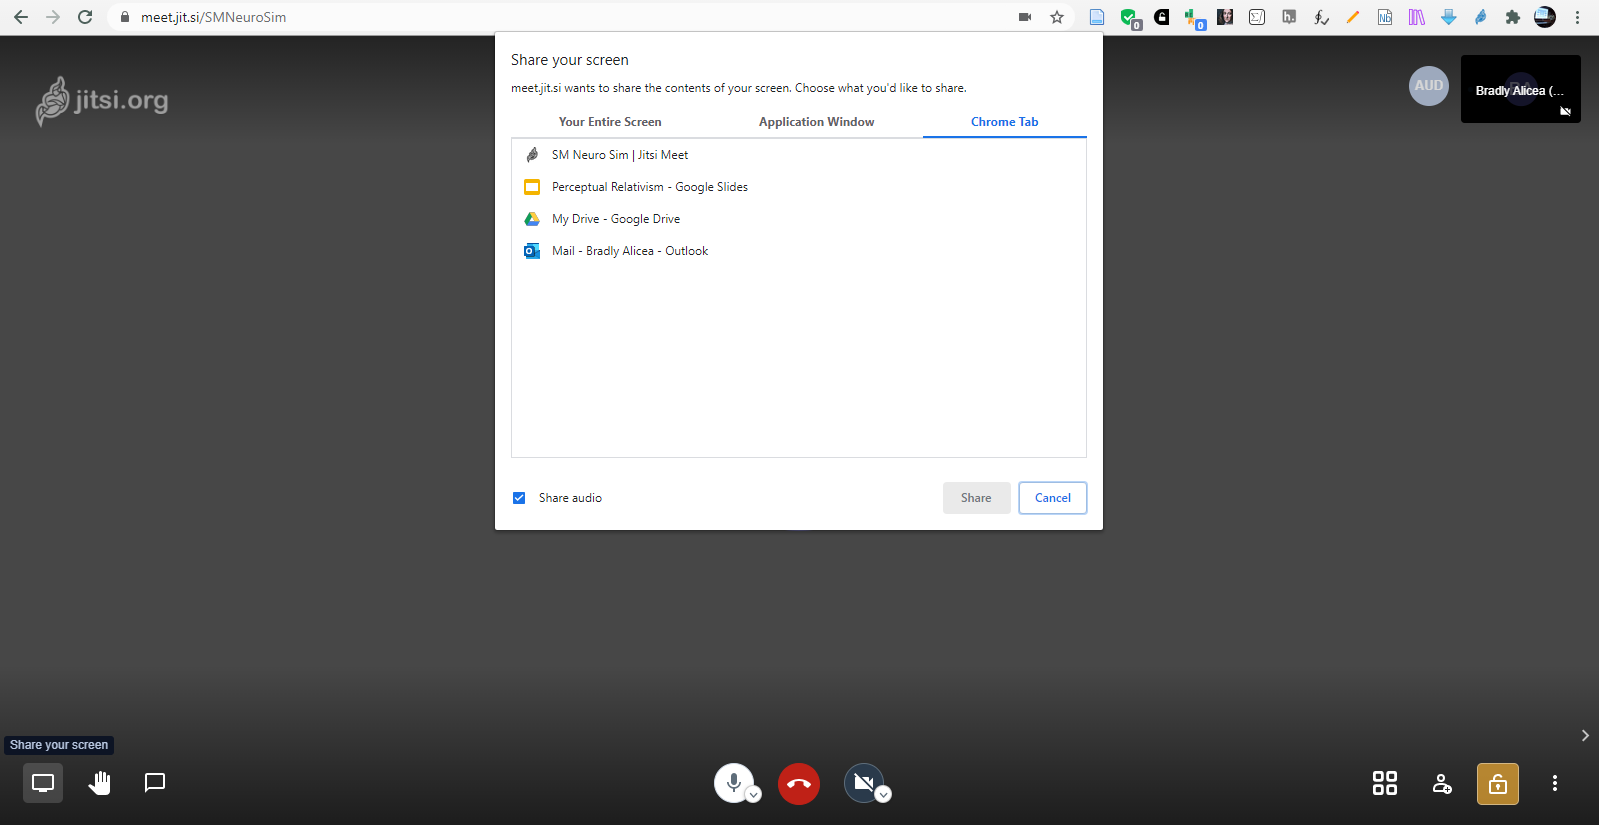 meet.jit.si/SMNeuroSim
0
0
Nb
h.
jitsi.org
AUD
Bradly Alicea (...
Share your screen
meet.jit.si wants to share the contents of your screen. Choose what you'd like to share.
Your Entire Screen
Application Window
Chrome Tab
SM Neuro Sim | Jitsi Meet
Perceptual Relativism - Google Slides
My Drive - Google Drive
Mail - Bradly Alicea - Outlook
Share audio
Share
Cancel
Share your screen